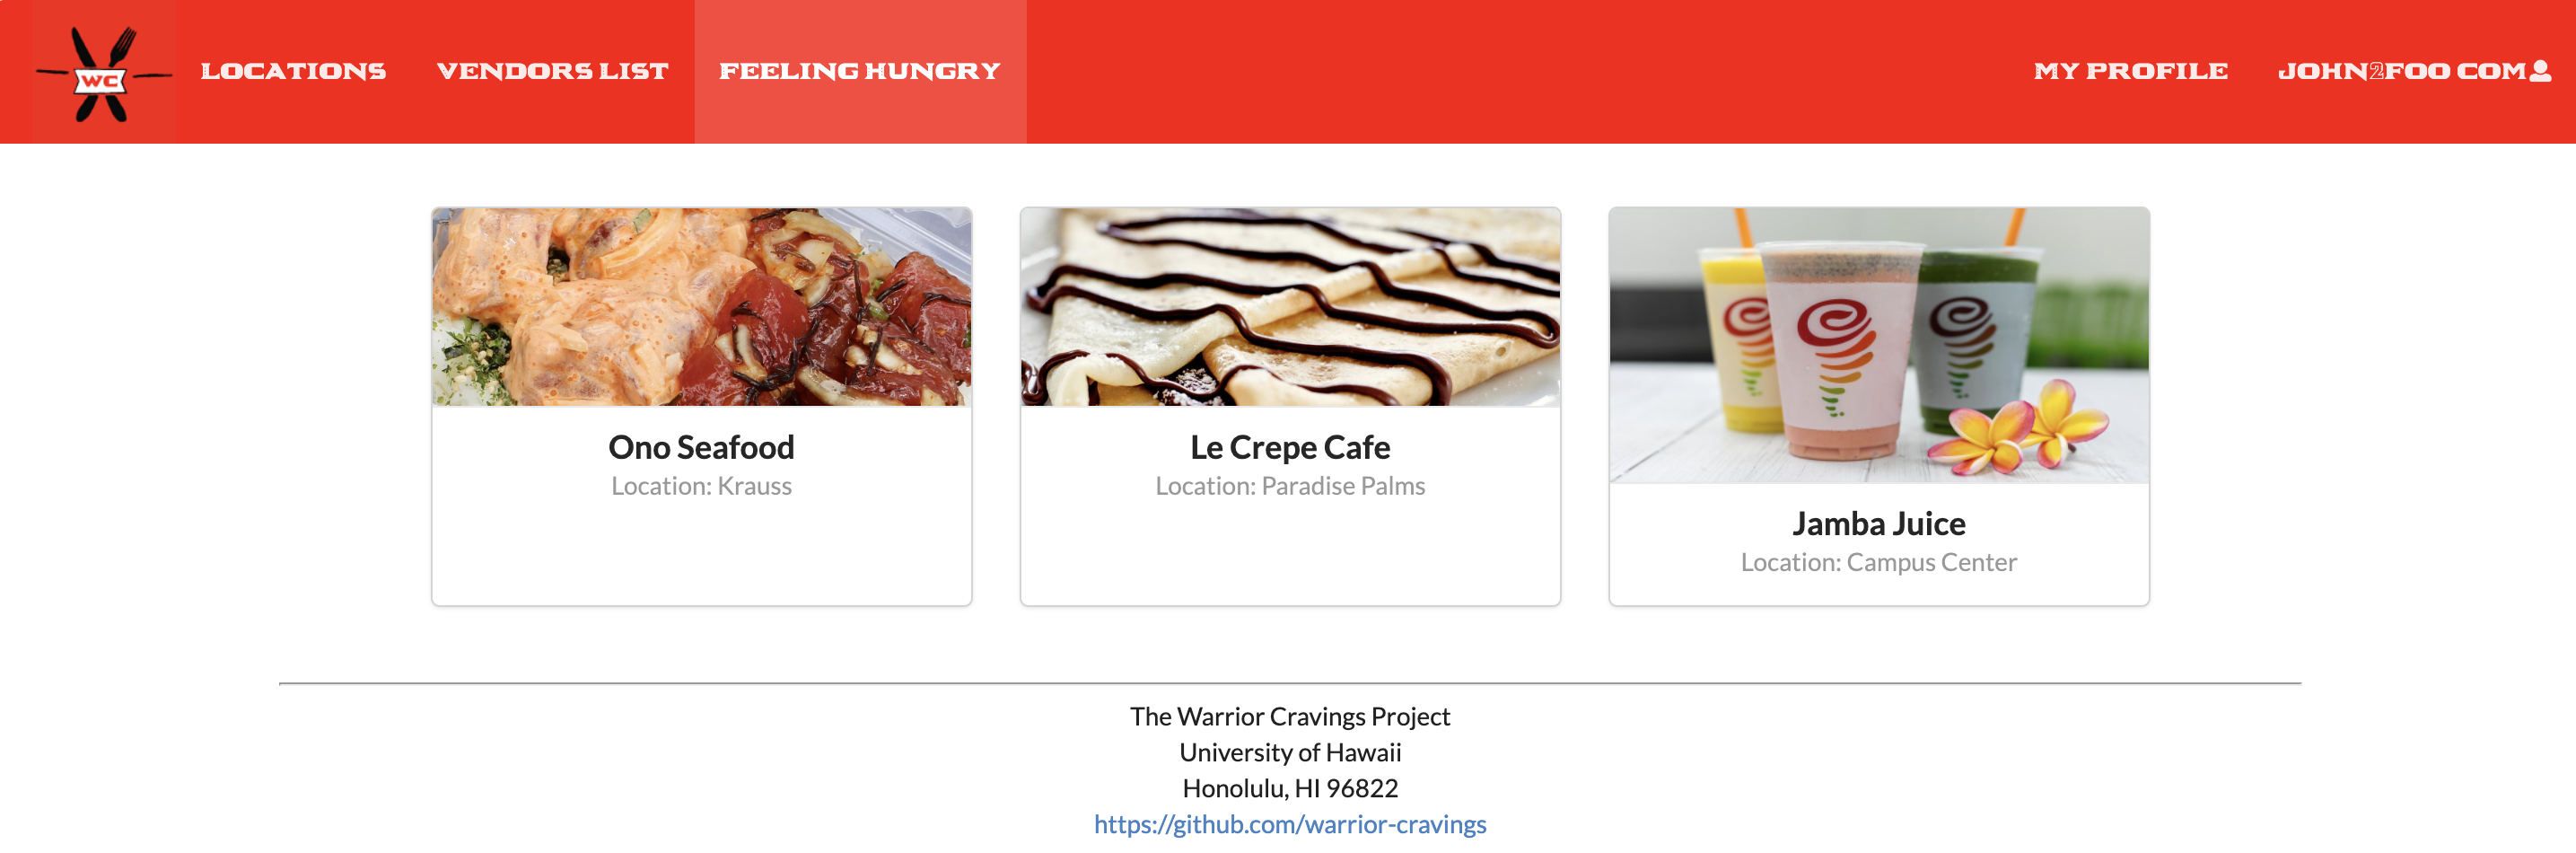 WC
LOCATIONS
VENDORS LIST
FEELING HUNGRY
MY PROFILE
JOHN2FOO COM
Ono Seafood
Location: Krauss
Le Crepe Cafe
Location: Paradise Palms
Jamba Juice
Location: Campus Center
The Warrior Cravings Project
University of Hawaii
Honolulu, HI 96822
https://github.com/warrior-cravings